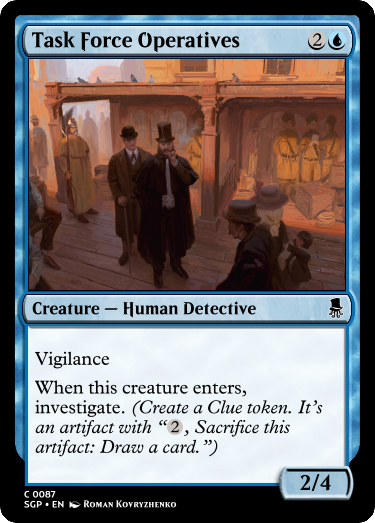 Task Force Operatives 2
Creature — Human Detective
Vigilance
When this creature enters,
investigate. (Create a Clue token. It's
an artifact with “2, Sacrifice this
artifact: Draw a card.”)
2/4
C 0087
SGP • EN Roman Kovryzhenko